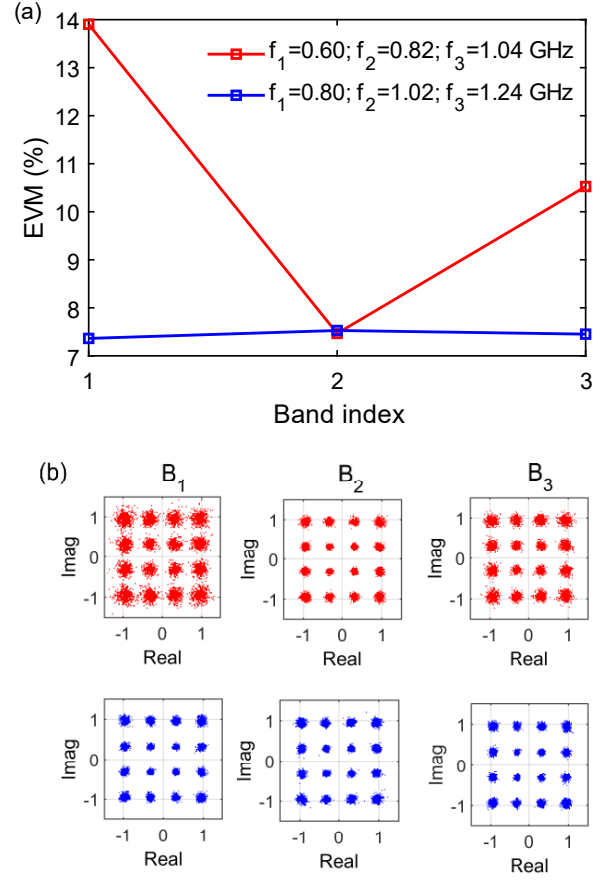 (a)
14
13
12
11
10
9
8
7
EVM (%)
f1=0.60; f2=0.82; f3=1.04 GHz
f1=0.80; f2=1.02; f3=1.24 GHz
1 2 3
Band index
(b)
B1 B2 B3
Imag 1 0 -1
-1 0 1
Real
Imag 1 0 -1
-1 0 1
Real
Imag 1 0 -1
-1 0 1
Real
Imag 1 0 -1
-1 0 1
Real
Imag 1 0 -1
-1 0 1
Real
Imag 1 0 -1
-1 0 1
Real